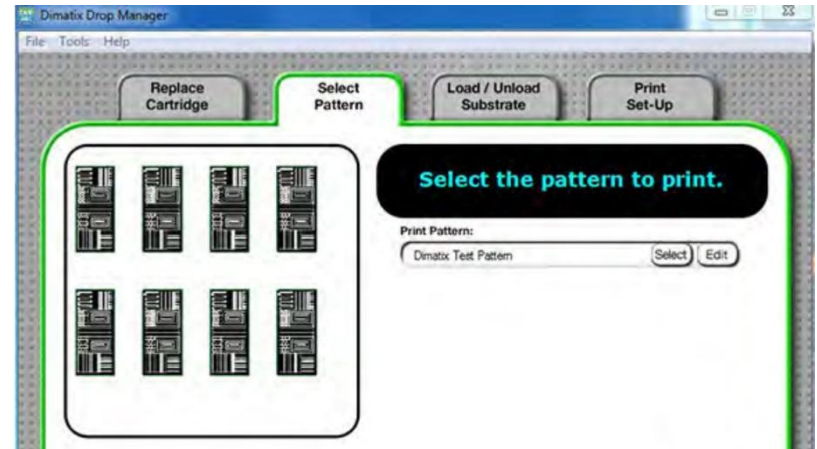 Dimatix Drop Manager
File Tools Help
Replace
Cartridge
Select
Pattern
Load / Unload
Substrate
Print
Set-Up
Select the pattern to print.
Print Pattern:
Dimatix Test Pattern
Select
Edit